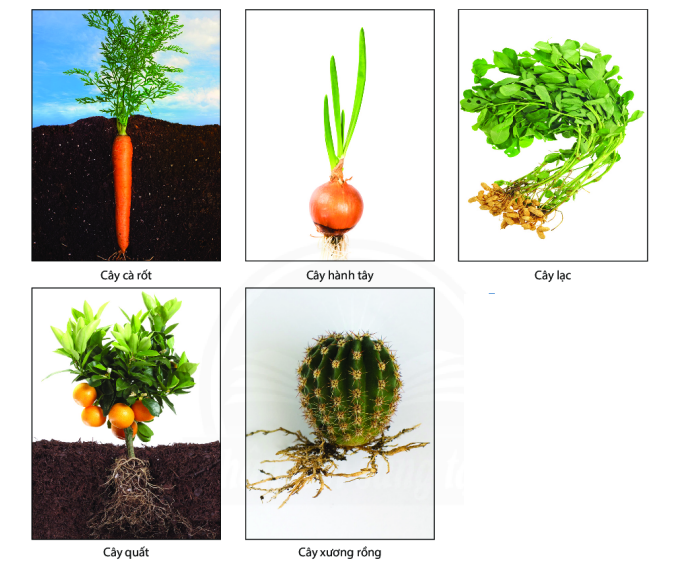 Cây cà rốt
Cây hành tây
Cây lạc
Cây quất
Cây xương rồng